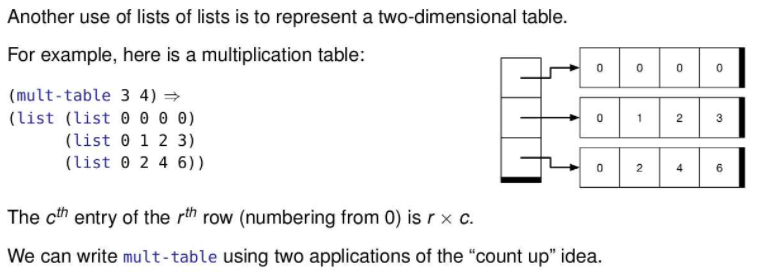 Another use of lists of lists is to represent a two-dimensional table.
For example, here is a multiplication table:
(mult-table 3 4) ⇒
(list (list 0 0 0 0)
(list 0 1 2 3)
(list 0 2 4 6))
0 0 0 0
0 1 2 3
0 2 4 6
The cth entry of the rth row (numbering from 0) is r × c.
We can write mult-table using two applications of the “count up” idea.